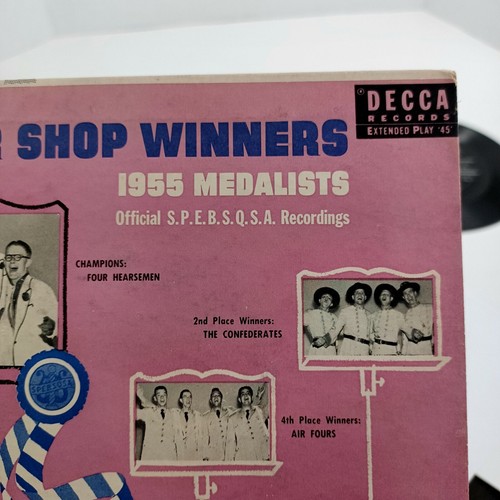 DECCA
RECORDS
EXTENDED PLAY '45'
R SHOP WINNERS
1955 MEDALISTS
Official S.P.E.B.S.Q.S.A. Recordings
CHAMPIONS:
FOUR HEARSEMEN
2nd Place Winners:
THE CONFEDERATES
4th Place Winners:
AIR FOURS